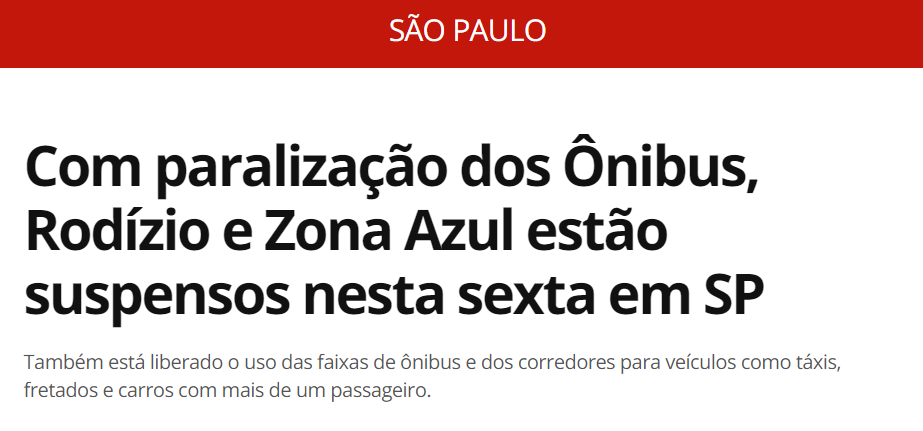 SÃO PAULO
Com paralização dos Ônibus,
Rodízio e Zona Azul estão
suspensos nesta sexta em SP
Também está liberado o uso das faixas de ônibus e dos corredores para veículos como táxis,
fretados e carros com mais de um passageiro.